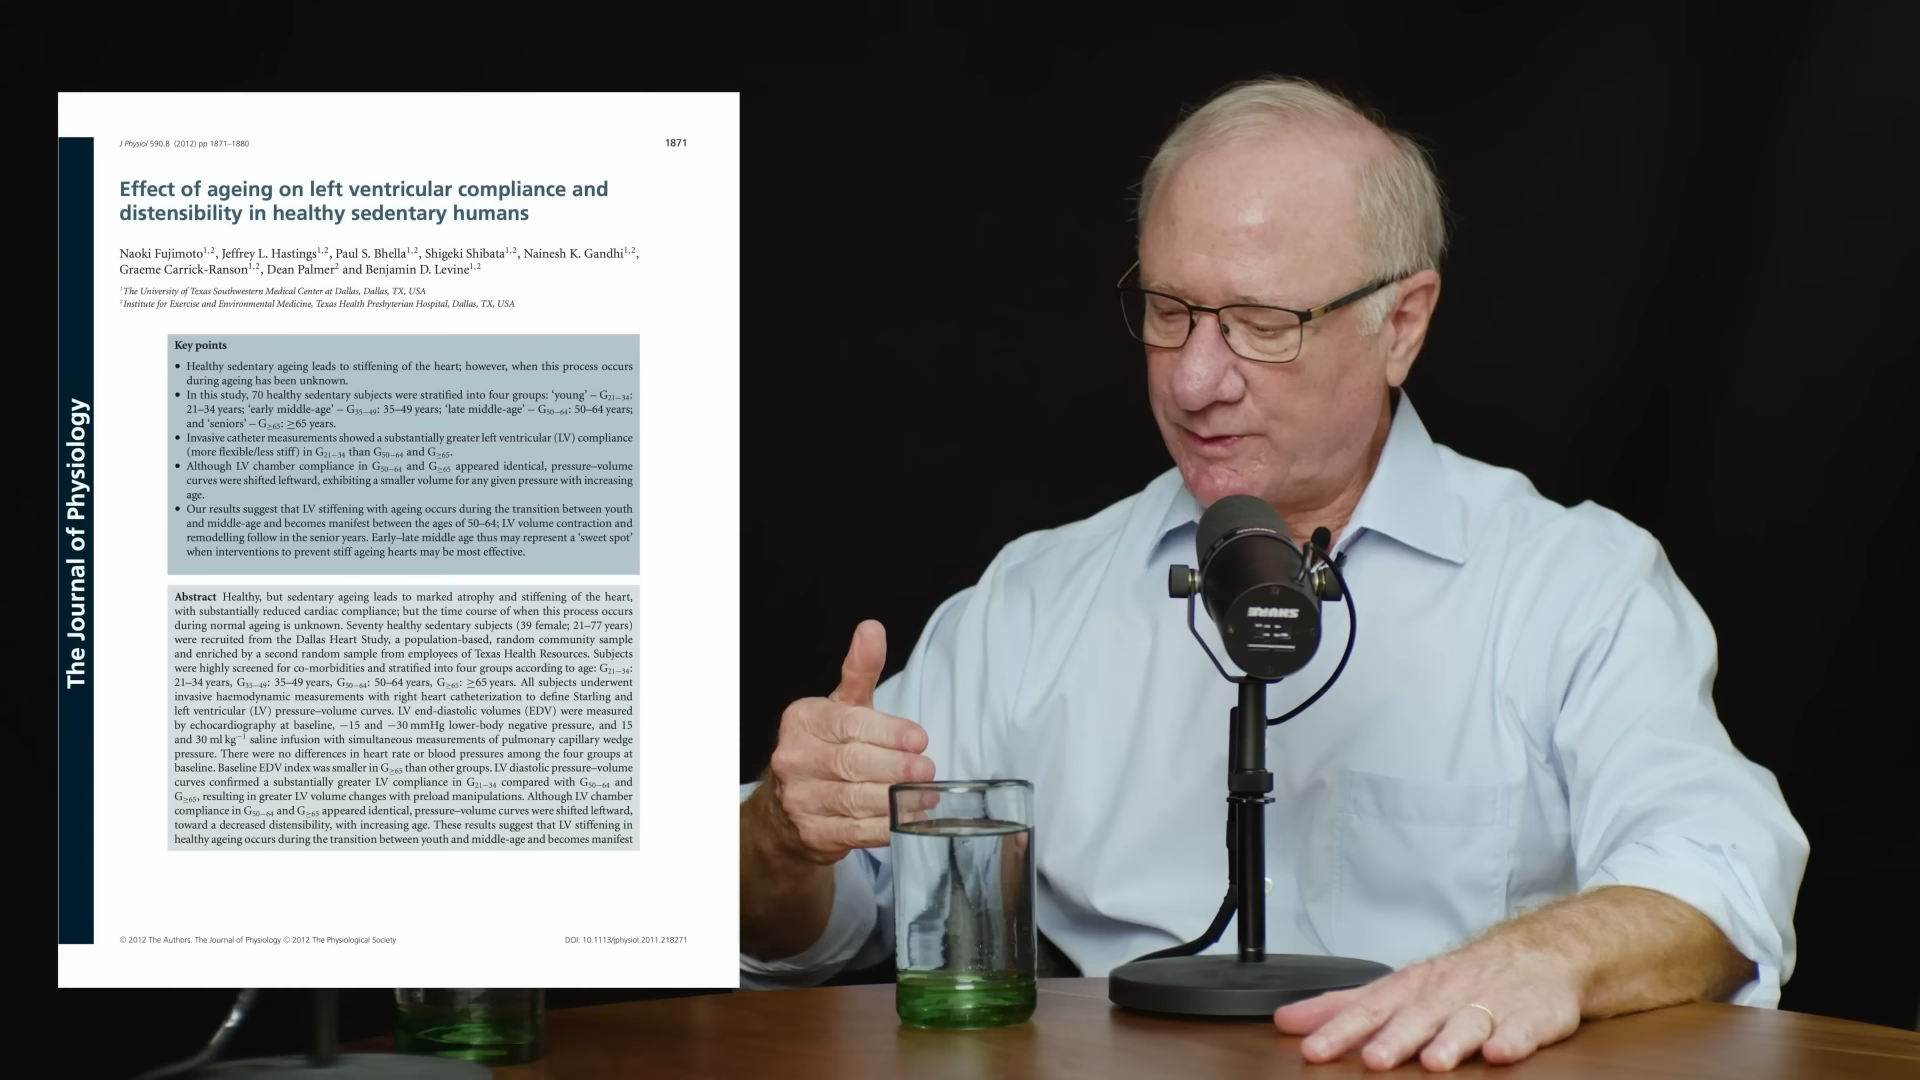 J Physiol 590.8 (2012) pp 1871–1880
1871
Effect of ageing on left ventricular compliance and
distensibility in healthy sedentary humans
Naoki Fujimoto1,2, Jeffrey L. Hastings1,2, Paul S. Bhella1,2, Shigeki Shibata1,2, Nainesh K. Gandhi1,2,
Graeme Carrick-Ranson1,2, Dean Palmer2 and Benjamin D. Levine1,2
1The University of Texas Southwestern Medical Center at Dallas, Dallas, TX, USA
2Institute for Exercise and Environmental Medicine, Texas Health Presbyterian Hospital, Dallas, TX, USA
The Journal of Physiology
Key points
• Healthy sedentary ageing leads to stiffening of the heart; however, when this process occurs
during ageing has been unknown.
• In this study, 70 healthy sedentary subjects were stratified into four groups: ‘young’ – G21–34:
21–34 years; ‘early middle-age’ – G35–49: 35–49 years; ‘late middle-age’ – G50–64: 50–64 years;
and ‘seniors’ – G≥65: ≥65 years.
• Invasive catheter measurements showed a substantially greater left ventricular (LV) compliance
(more flexible/less stiff) in G21–34 than G50–64 and G≥65.
• Although LV chamber compliance in G50–64 and G≥65 appeared identical, pressure–volume
curves were shifted leftward, exhibiting a smaller volume for any given pressure with increasing
age.
• Our results suggest that LV stiffening with ageing occurs during the transition between youth
and middle-age and becomes manifest between the ages of 50–64; LV volume contraction and
remodelling follow in the senior years. Early–late middle age thus may represent a ‘sweet spot’
when interventions to prevent stiff ageing hearts may be most effective.
Abstract Healthy, but sedentary ageing leads to marked atrophy and stiffening of the heart,
with substantially reduced cardiac compliance; but the time course of when this process occurs
during normal ageing is unknown. Seventy healthy sedentary subjects (39 female; 21–77 years)
were recruited from the Dallas Heart Study, a population-based, random community sample
and enriched by a second random sample from employees of Texas Health Resources. Subjects
were highly screened for co-morbidities and stratified into four groups according to age: G21–34:
21–34 years, G35–49: 35–49 years, G50–64: 50–64 years, G≥65: ≥65 years. All subjects underwent
invasive haemodynamic measurements with right heart catheterization to define Starling and
left ventricular (LV) pressure–volume curves. LV end-diastolic volumes (EDV) were measured
by echocardiography at baseline, −15 and −30 mmHg lower-body negative pressure, and 15
and 30 ml kg−1 saline infusion with simultaneous measurements of pulmonary capillary wedge
pressure. There were no differences in heart rate or blood pressures among the four groups at
baseline. Baseline EDV index was smaller in G≥65 than other groups. LV diastolic pressure–volume
curves confirmed a substantially greater LV compliance in G21–34 compared with G50–64 and
G≥65, resulting in greater LV volume changes with preload manipulations. Although LV chamber
compliance in G50–64 and G≥65 appeared identical, pressure–volume curves were shifted leftward,
toward a decreased distensibility, with increasing age. These results suggest that LV stiffening in
healthy ageing occurs during the transition between youth and middle-age and becomes manifest
© 2012 The Authors. The Journal of Physiology © 2012 The Physiological Society
DOI: 10.1113/jphysiol.2011.218271
SHURE